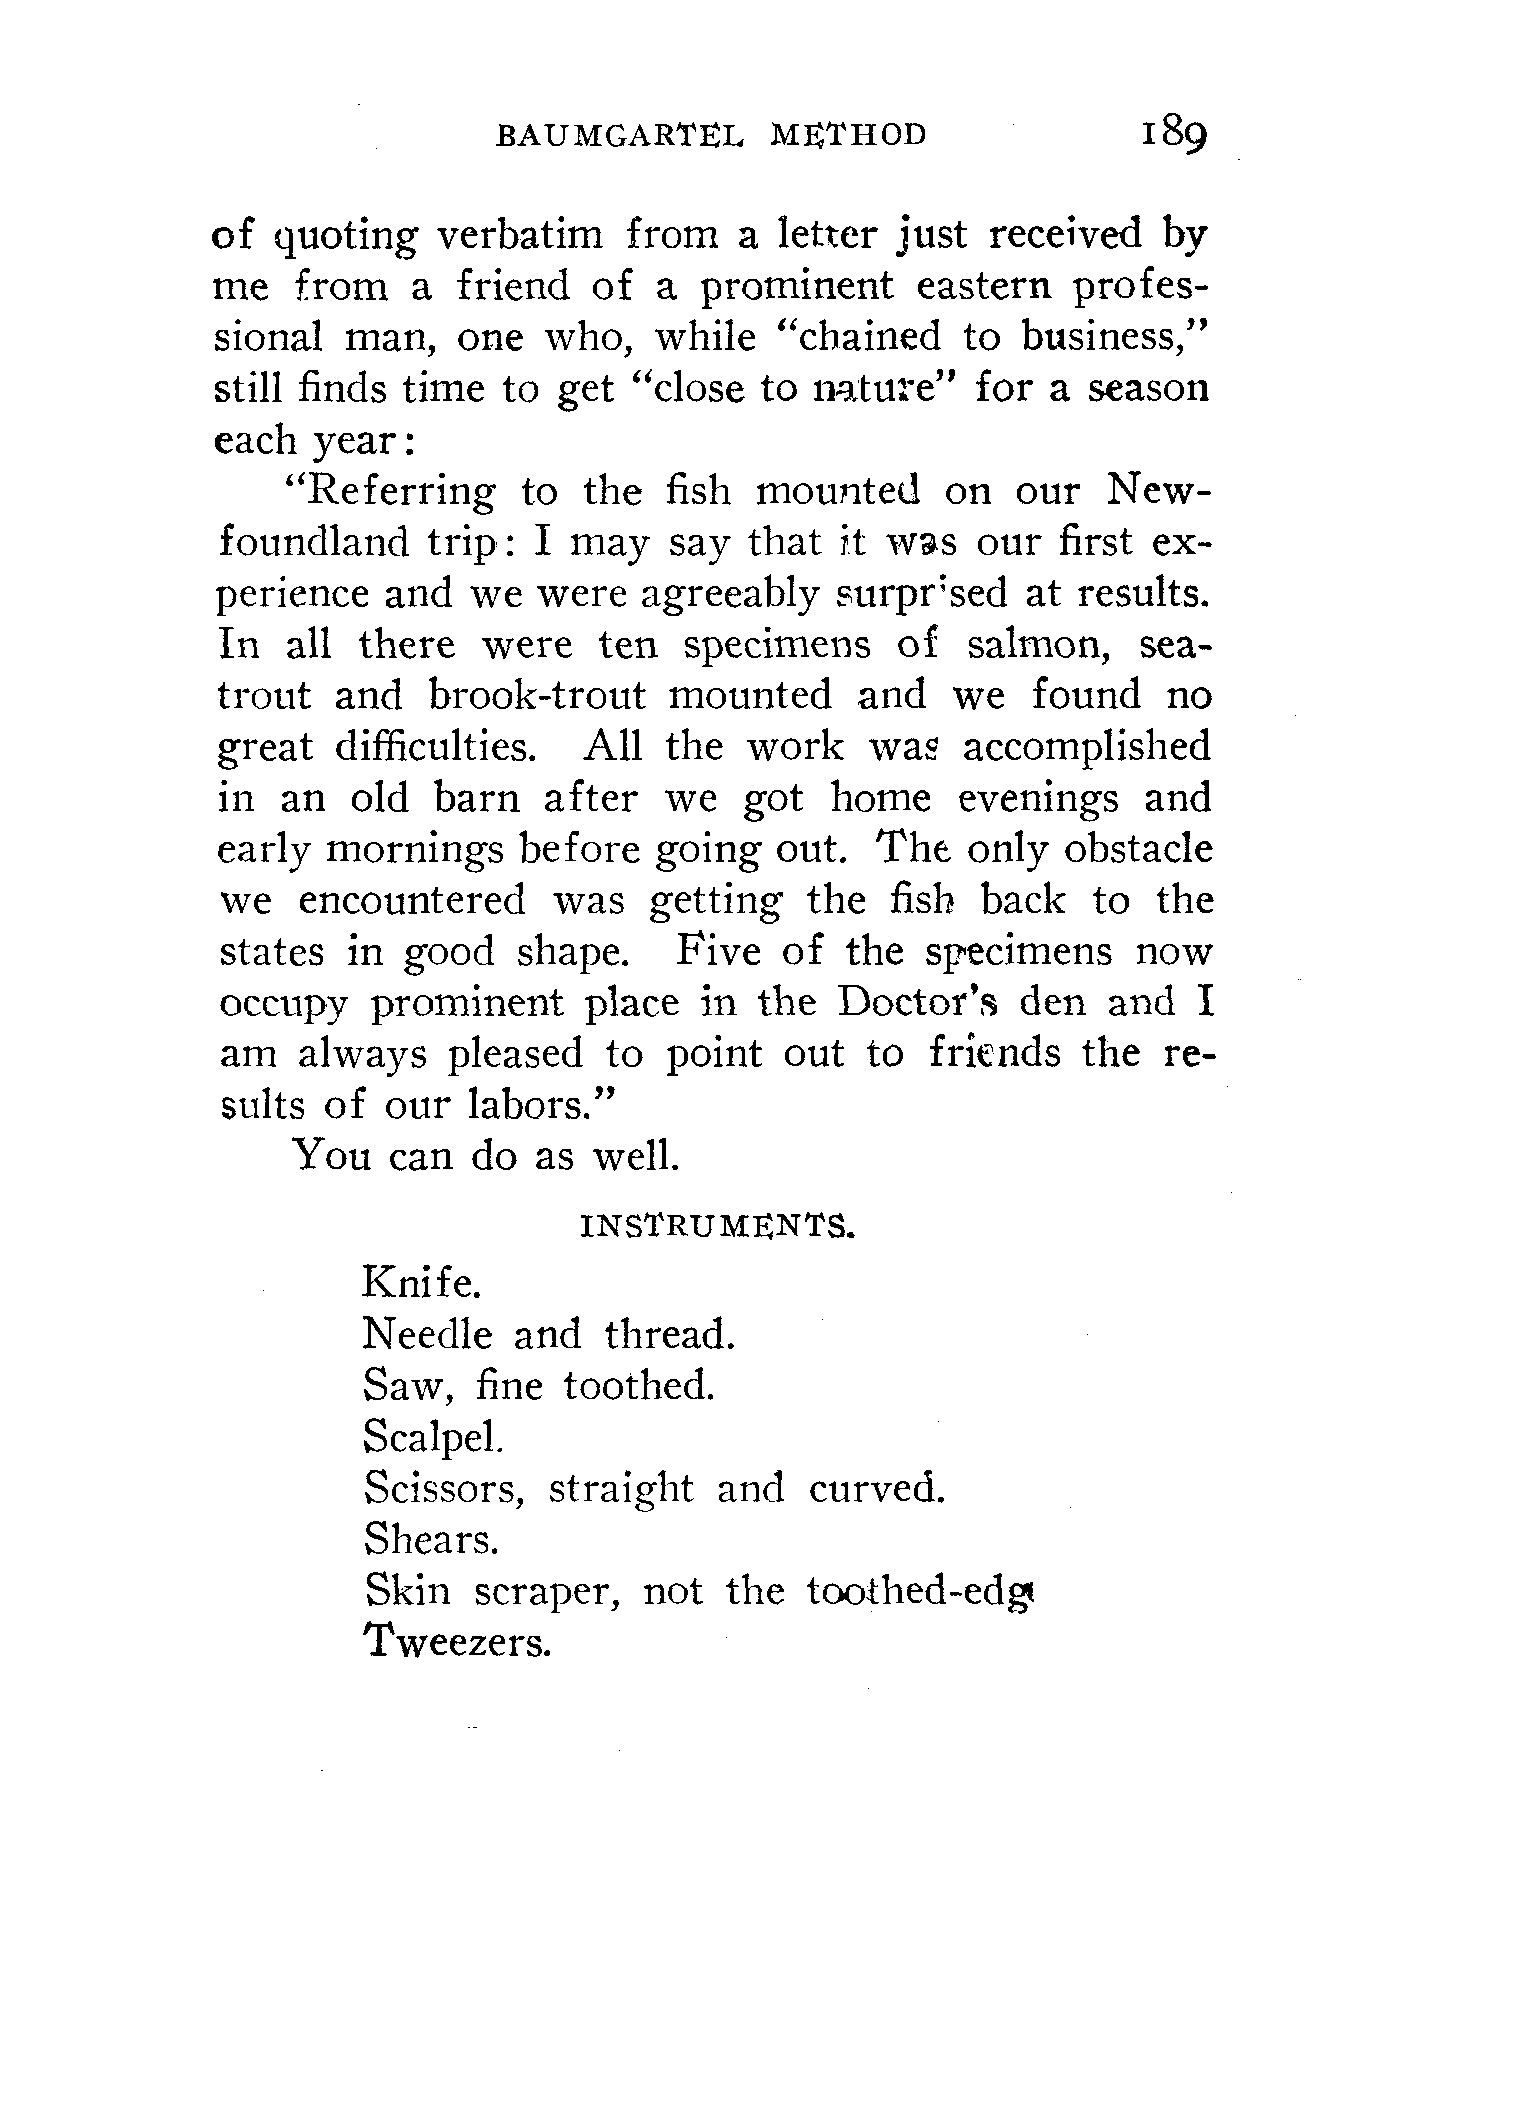 BAUMGARTEL METHOD 189
of quoting verbatim from a letter just received by
me from a friend of a prominent eastern profes-
sional man, one who, while “chained to business,”
still finds time to get “close to nature” for a season
each year:
“Referring to the fish mounted on our New-
foundland trip: I may say that it was our first ex-
perience and we were agreeably surprised at results.
In all there were ten specimens of salmon, sea-
trout and brook-trout mounted and we found no
great difficulties. All the work was accomplished
in an old barn after we got home evenings and
early mornings before going out. The only obstacle
we encountered was getting the fish back to the
states in good shape. Five of the specimens now
occupy prominent place in the Doctor’s den and I
am always pleased to point out to friends the re-
sults of our labors.”
You can do as well.
INSTRUMENTS.
Knife.
Needle and thread.
Saw, fine toothed.
Scalpel.
Scissors, straight and curved.
Shears.
Skin scraper, not the
Tweezers.